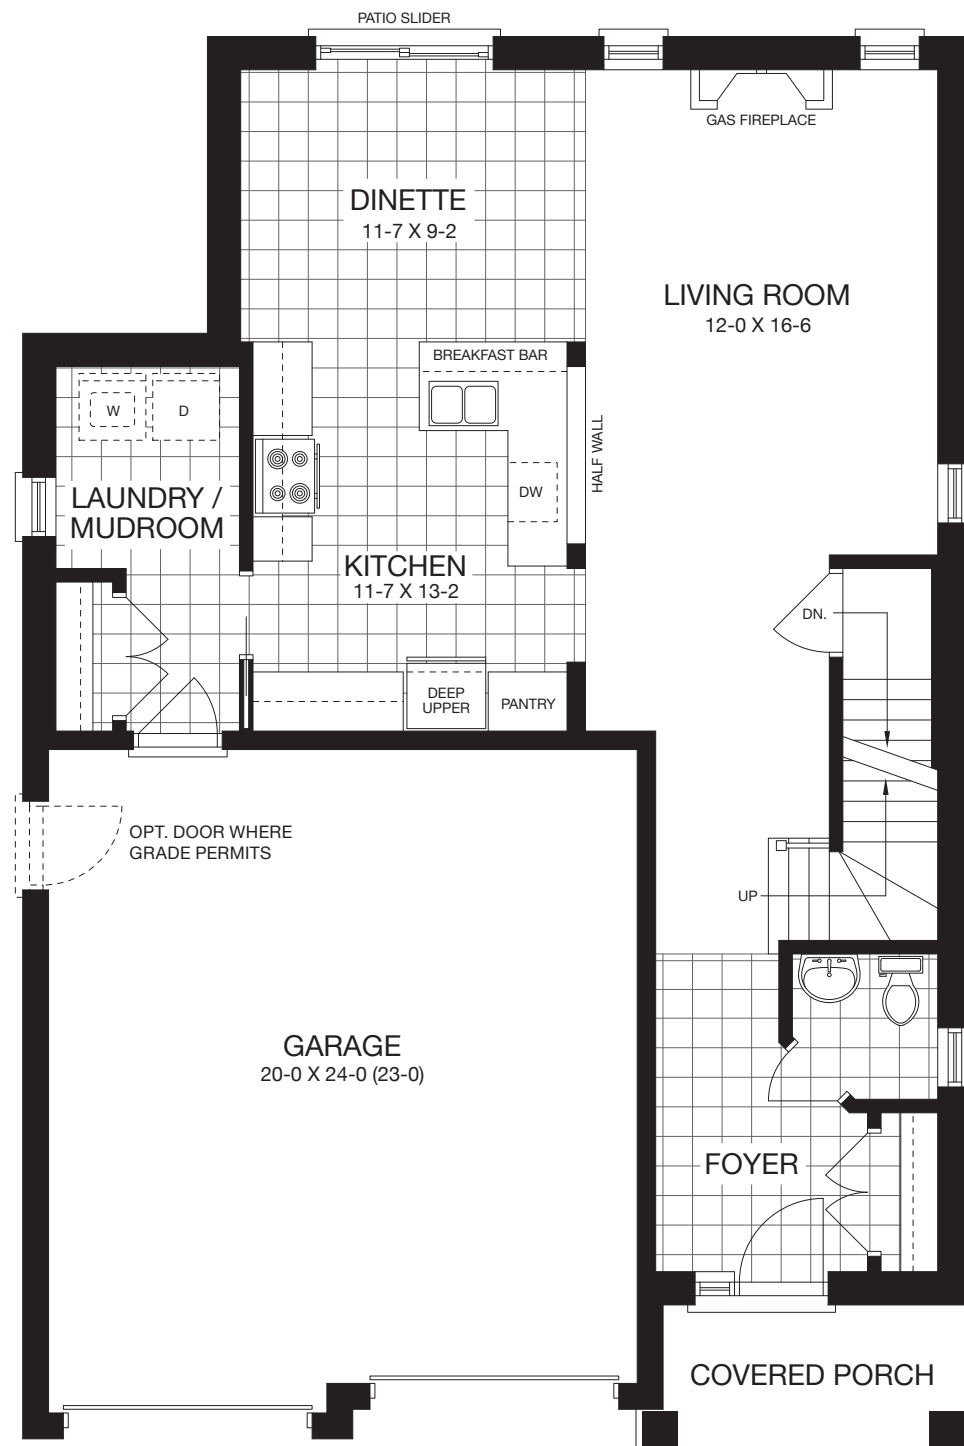 PATIO SLIDER
GAS FIREPLACE
DINETTE
11-7 X 9-2
LIVING ROOM
12-0 X 16-6
BREAKFAST BAR
W
D
HALF WALL
LAUNDRY /
MUDROOM
DW
KITCHEN
11-7 X 13-2
DN.
DEEP
UPPER
PANTRY
OPT. DOOR WHERE
GRADE PERMITS
UP
GARAGE
20-0 X 24-0 (23-0)
FOYER
COVERED PORCH